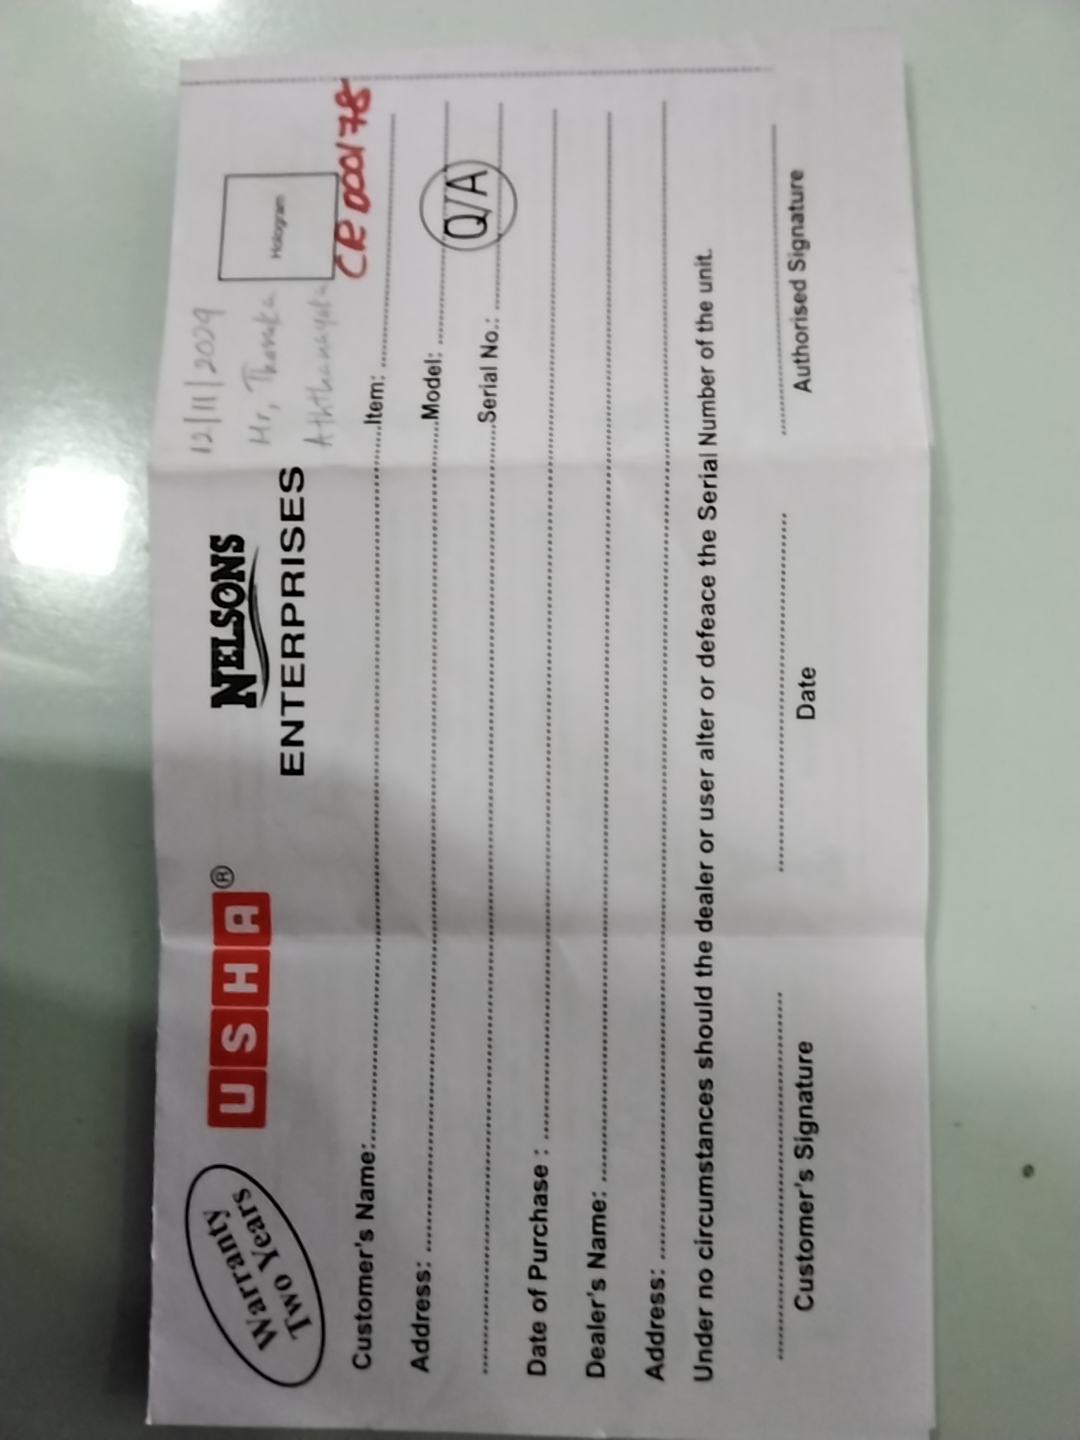 Warranty
Two Years
USHA®
NELSONS
ENTERPRISES
12/11/2029
Mr, Tharaka
Aththanayaka
Hologram
CR 000178
Customer's Name:................Item: ................
Address: ................Model: ................
................Serial No.: ................
Q/A
Date of Purchase : ................
Dealer's Name: ................
Address: ................
Under no circumstances should the dealer or user alter or defeace the Serial Number of the unit.
Customer's Signature
Date
Authorised Signature